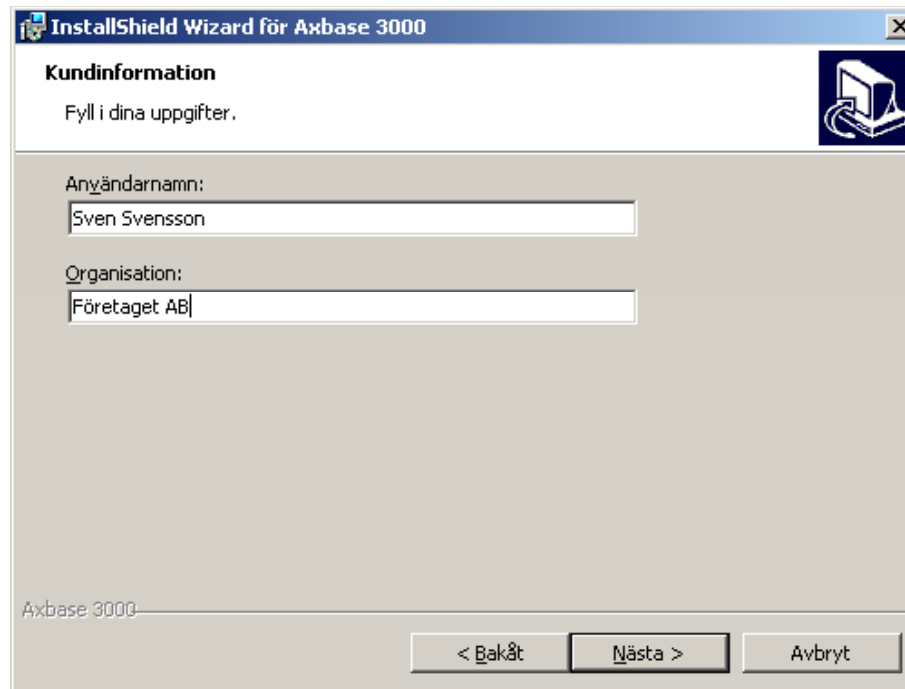 InstallShield Wizard för Axbase 3000
Kundinformation
Fyll i dina uppgifter.
Användarnamn:
Sven Svensson
Organisation:
Företaget AB
Axbase 3000
< Bakåt
Nästa >
Avbryt